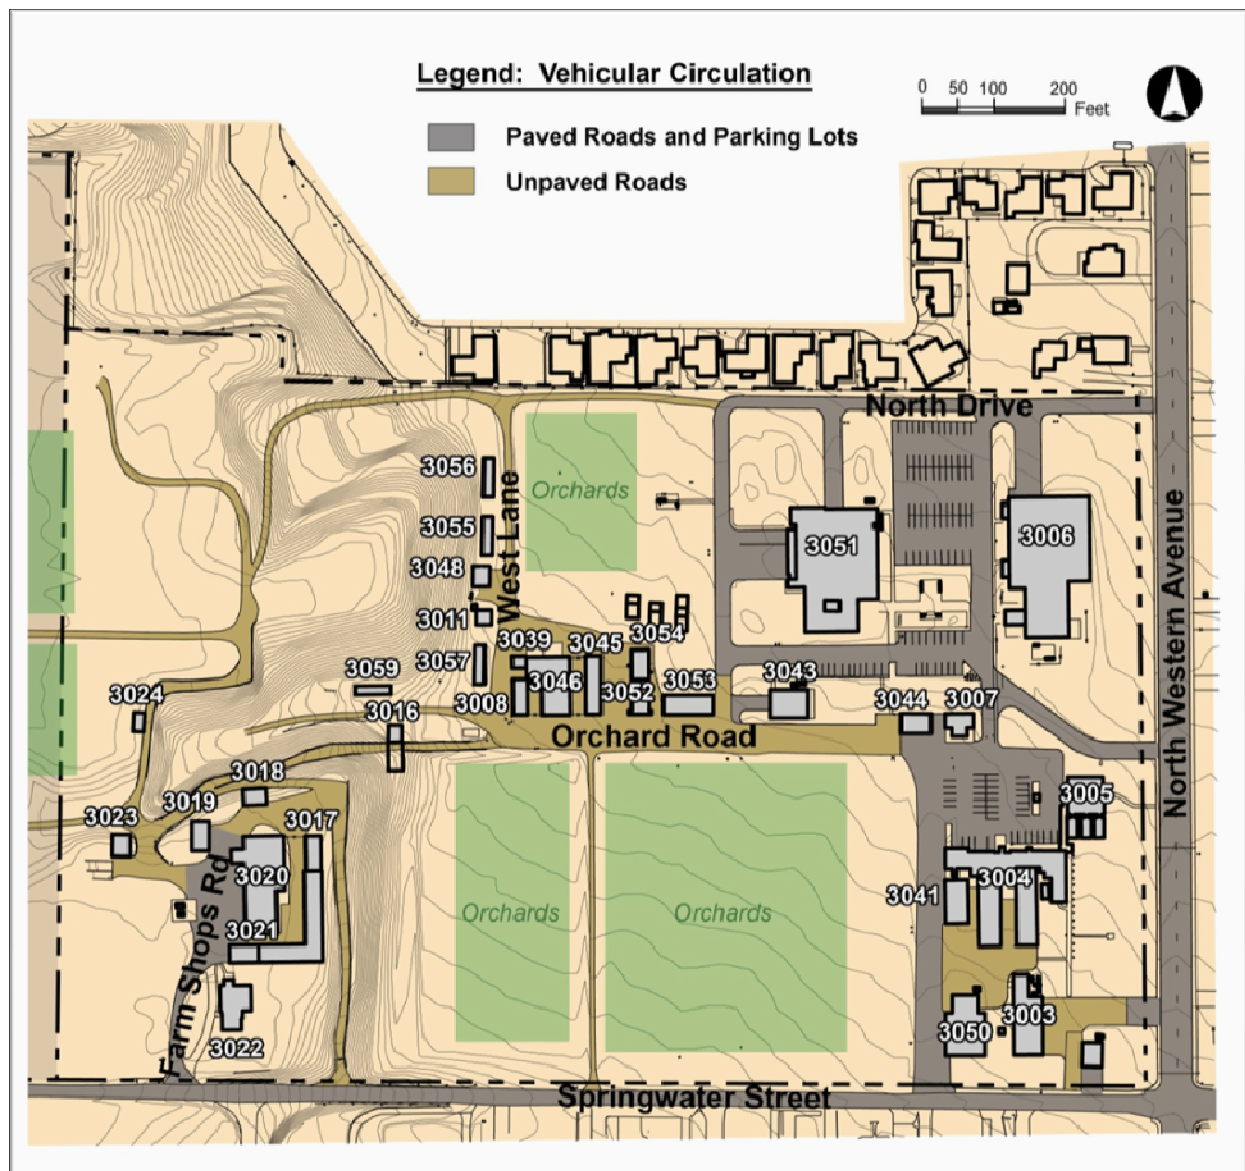 Legend: Vehicular Circulation
0 50 100 200
Feet
Paved Roads and Parking Lots
Unpaved Roads
North Drive
3056
West Lane
Orchards
3055
3051
3006
3048
3011
North Western Avenue
3039
3045
3054
3057
3059
3046
3052
3053
3043
3024
3008
3016
3044
3007
Orchard Road
3018
3019
3017
3005
3023
3020
3004
3041
Farm Shops Rd
Orchards
Orchards
3021
3003
3050
3022
Springwater Street